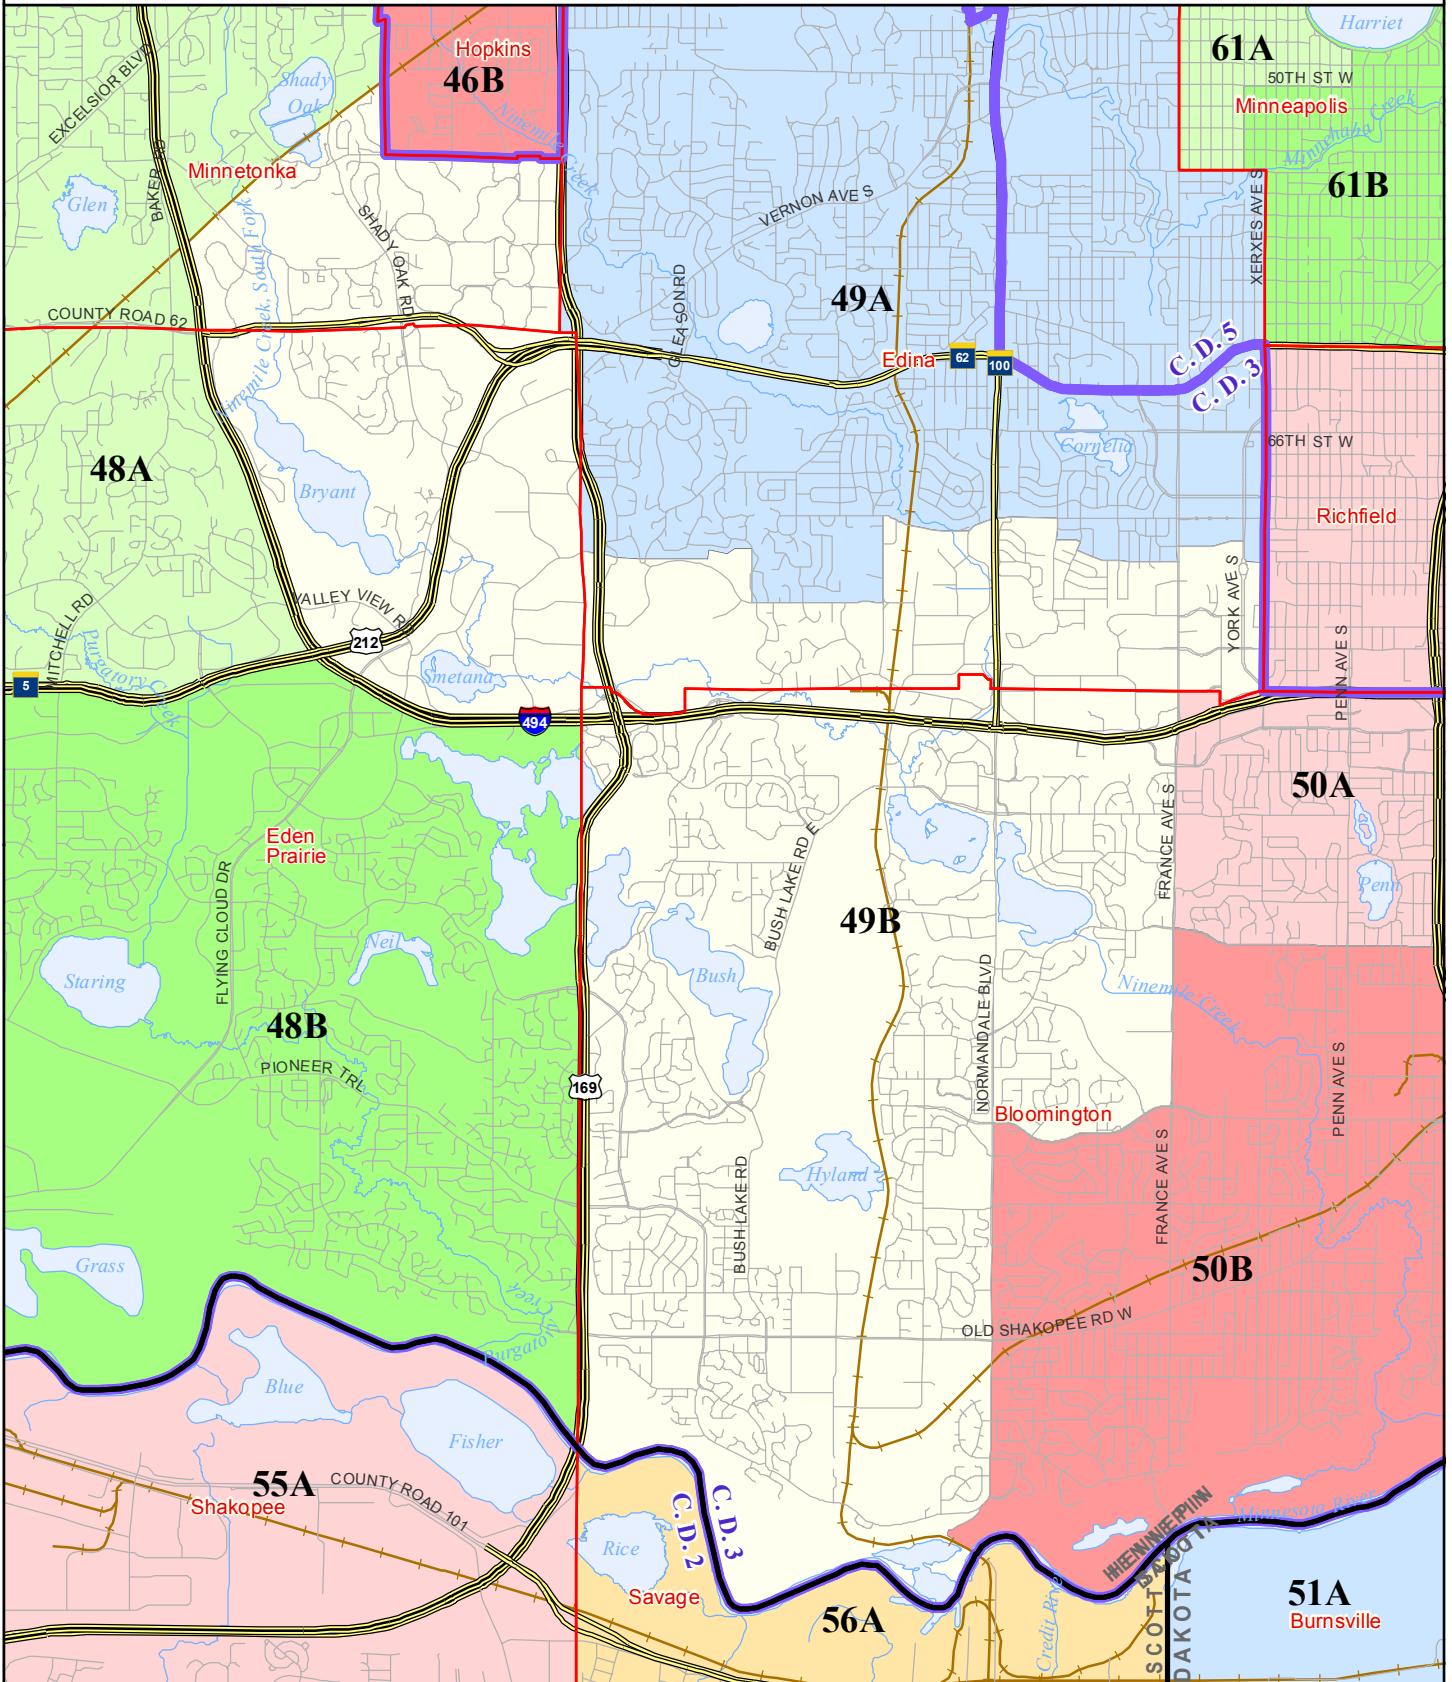 Harriet
Hopkins
61A
46B
50TH ST W
EXCELSIOR BLVD
Shady
Oak
Minneapolis
Ninemile Creek
Minnehaha Creek
Minnetonka
BAKER RD
61B
Glen
VERNON AVE S
XERXES AVE S
SHADY OAK RD
Ninemile Creek, South Fork
GLEASON RD
49A
COUNTY ROAD 62
C. D. 5
C. D. 3
Edina
62
100
66TH ST W
Cornelia
48A
Bryant
Richfield
YORK AVE S
VALLEY VIEW RD
MITCHELL RD
212
Purgatory Creek
PENN AVE S
Smetana
5
494
50A
FRANCE AVE S
Eden
Prairie
BUSH LAKE RD E
Penn
FLYING CLOUD DR
49B
Neil
Staring
Bush
NORMANDALE BLVD
Ninemile Creek
48B
PIONEER TRL
PENN AVE S
169
Bloomington
FRANCE AVE S
Hyland
BUSH LAKE RD
Grass
50B
OLD SHAKOPEE RD W
Purgatory Creek
Blue
Fisher
55A
COUNTY ROAD 101
Shakopee
C. D. 3
C. D. 2
HENNEPIN
Minnesota River
SCOTT
DAKOTA
Rice
Savage
Credit River
51A
56A
Burnsville